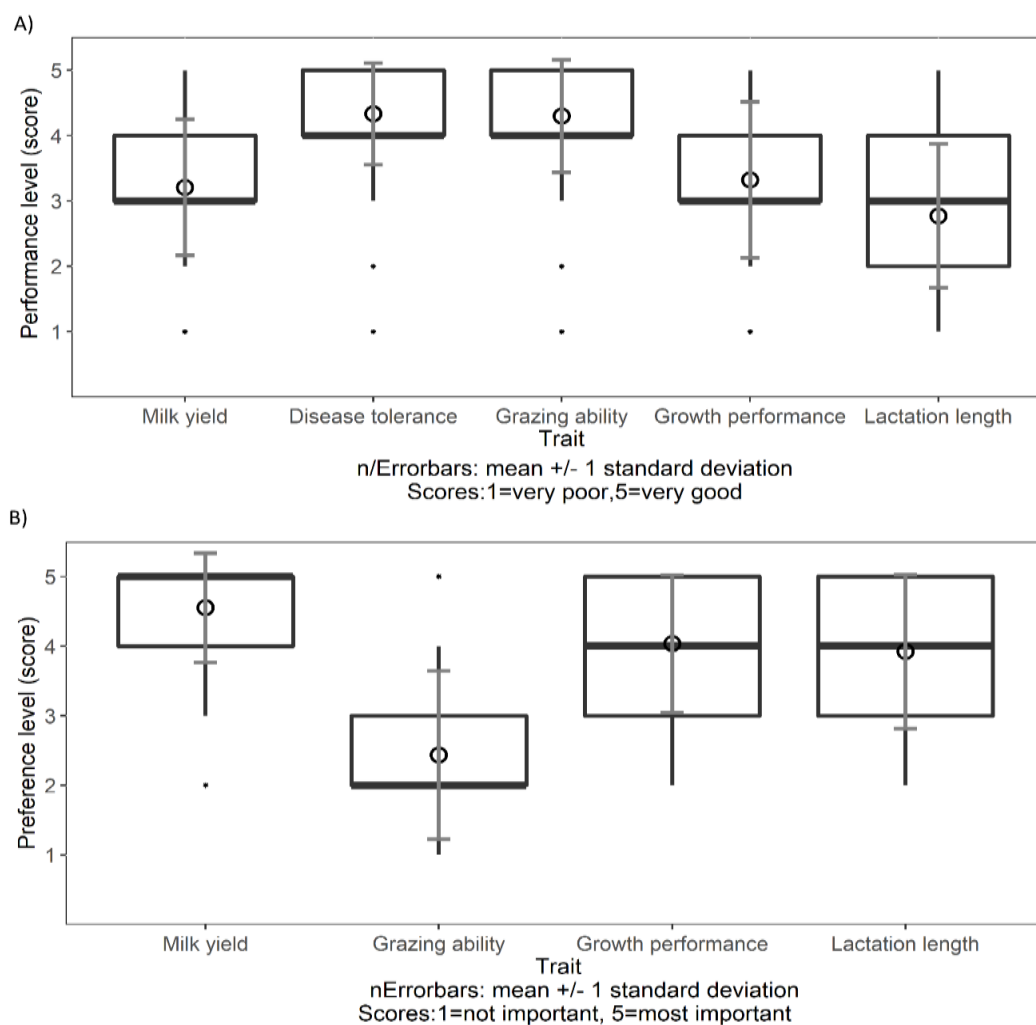 A)
Performance level (score)
5
4
3
2
1
Milk yield Disease tolerance Grazing ability Growth performance Lactation length
Trait
n/Errorbars: mean +/- 1 standard deviation
Scores:1=very poor,5=very good
B)
Preference level (score)
5
4
3
2
1
Milk yield Grazing ability Growth performance Lactation length
Trait
nErrorbars: mean +/- 1 standard deviation
Scores:1=not important, 5=most important